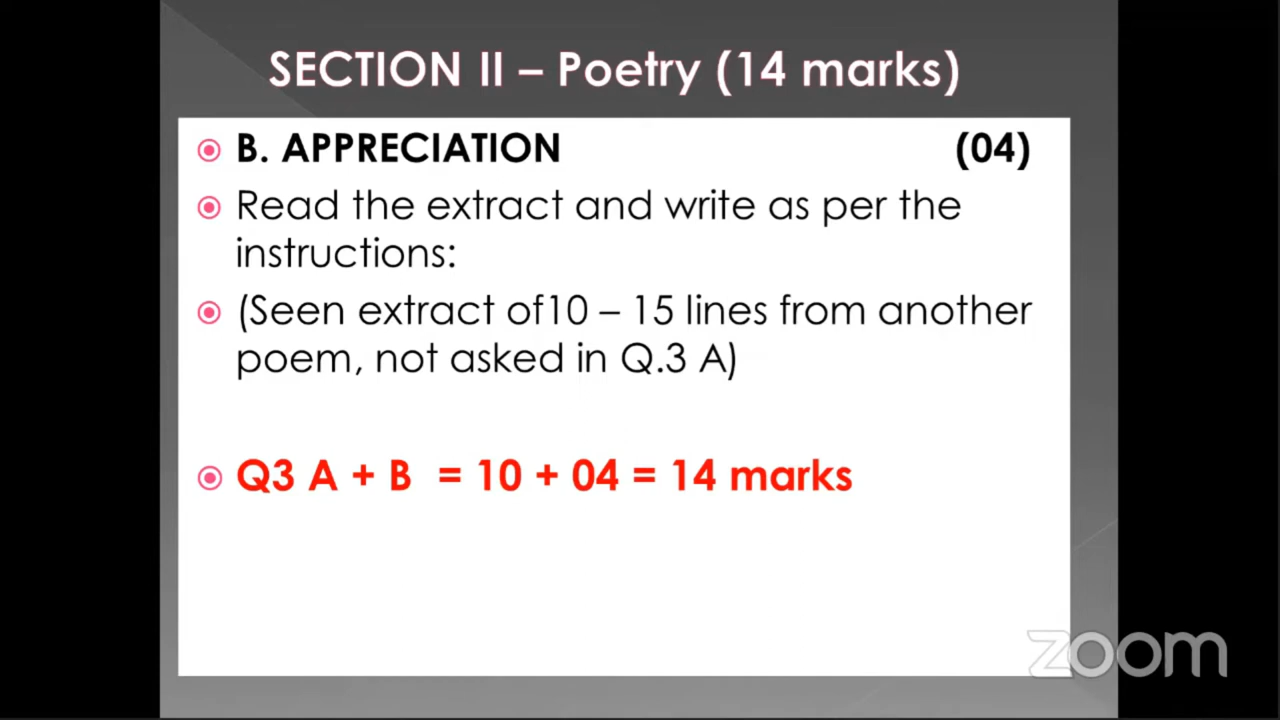 SECTION II – Poetry (14 marks)
B. APPRECIATION (04)
Read the extract and write as per the
instructions:
(Seen extract of10 – 15 lines from another
poem, not asked in Q.3 A)
Q3 A + B = 10 + 04 = 14 marks
zoom